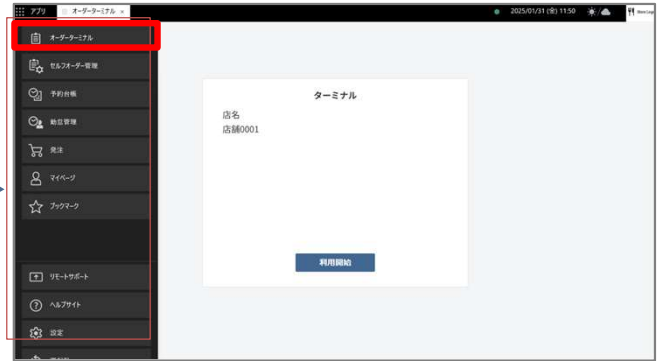 アプリ
オーダーターミナル ×
2025/01/31 (金) 11:50
オーダーターミナル
セルフオーダー管理
予約台帳
勤怠管理
発注
マイページ
ブックマーク
リモートサポート
ヘルプサイト
設定
ターミナル
店名
店舗0001
利用開始